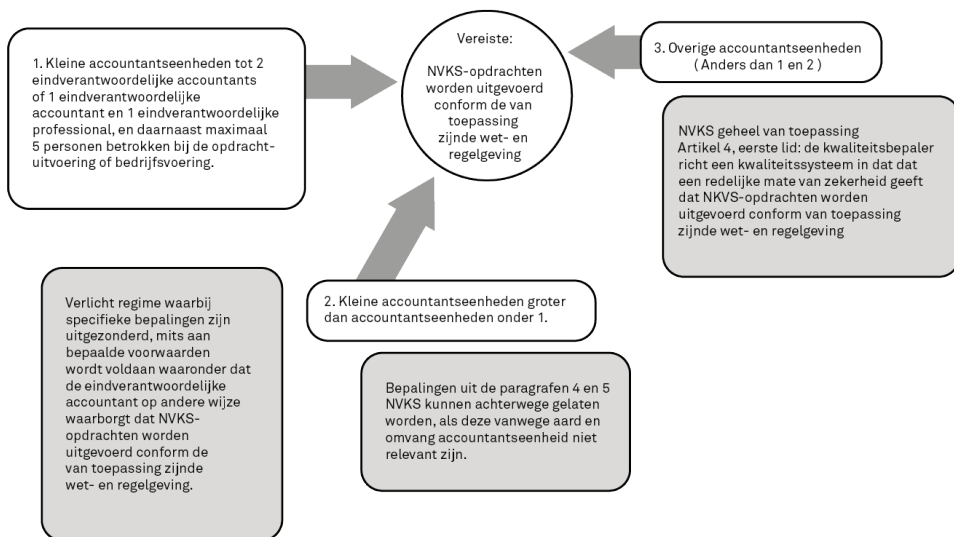 1. Kleine accountantseenheden tot 2
eindverantwoordelijke accountants
of 1 eindverantwoordelijke
accountant en 1 eindverantwoordelijke
professional, en daarnaast maximaal
5 personen betrokken bij de opdracht-
uitvoering of bedrijfsvoering.
Vereiste:
NVKS-opdrachten
worden uitgevoerd
conform de van
toepassing
zijnde wet- en
regelgeving
3. Overige accountantseenheden
( Anders dan 1 en 2 )
NVKS geheel van toepassing
Artikel 4, eerste lid: de kwaliteitsbepaler
richt een kwaliteitssysteem in dat dat
een redelijke mate van zekerheid geeft
dat NKVS-opdrachten worden
uitgevoerd conform van toepassing
zijnde wet- en regelgeving
Verlicht regime waarbij
specifieke bepalingen zijn
uitgezonderd, mits aan
bepaalde voorwaarden
wordt voldaan waaronder dat
de eindverantwoordelijke
accountant op andere wijze
waarborgt dat NVKS-
opdrachten worden
uitgevoerd conform de
van toepassing zijnde
wet- en regelgeving.
2. Kleine accountantseenheden groter
dan accountantseenheden onder 1.
Bepalingen uit de paragrafen 4 en 5
NVKS kunnen achterwege gelaten
worden, als deze vanwege aard en
omvang accountantseenheid niet
relevant zijn.